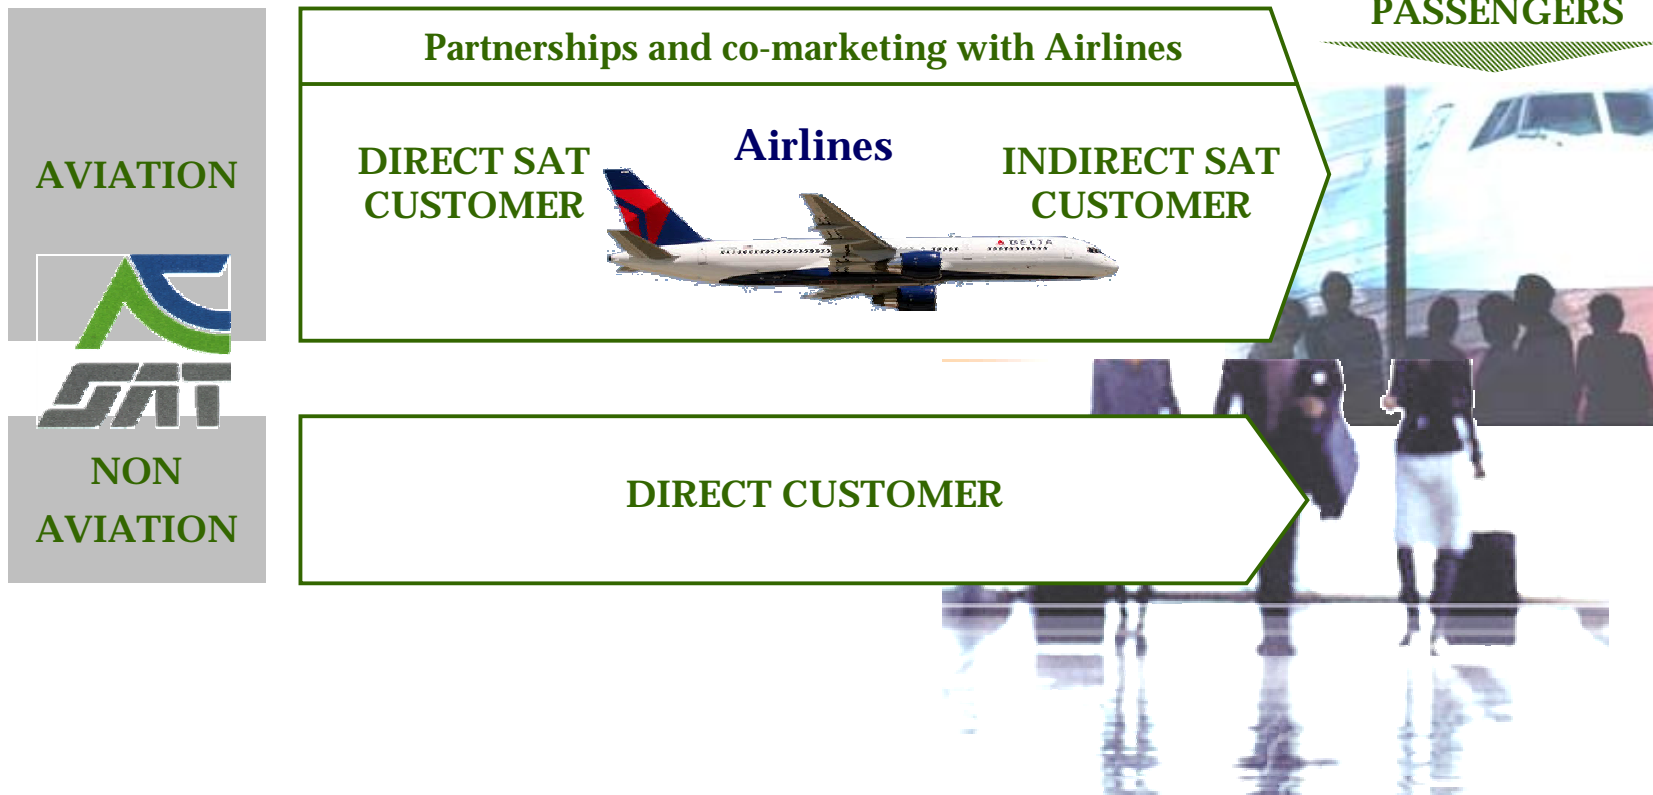 PASSENGERS
Partnerships and co-marketing with Airlines
AVIATION
DIRECT SAT
CUSTOMER
Airlines
INDIRECT SAT
CUSTOMER
DELTA
SAT
NON
AVIATION
DIRECT CUSTOMER